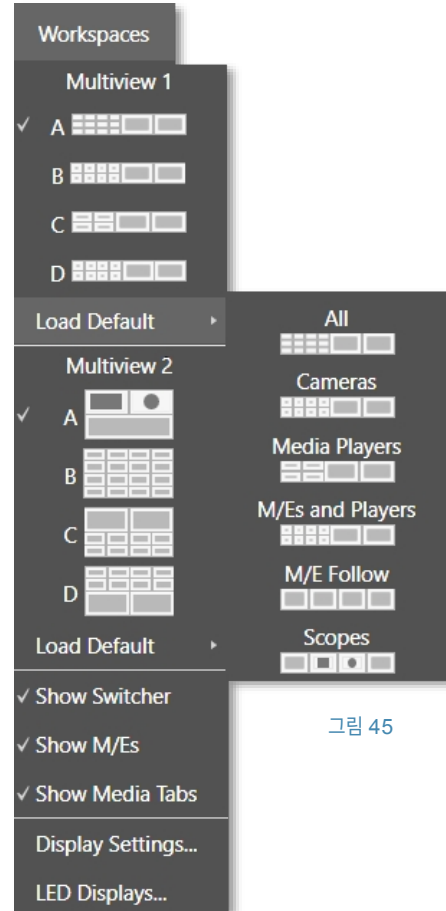 Workspaces
Multiview 1
✓ A
B
C
D
Load Default
Multiview 2
✓ A
B
C
D
Load Default
✓ Show Switcher
✓ Show M/Es
✓ Show Media Tabs
Display Settings...
LED Displays...
All
Cameras
Media Players
M/Es and Players
M/E Follow
Scopes
그림 45